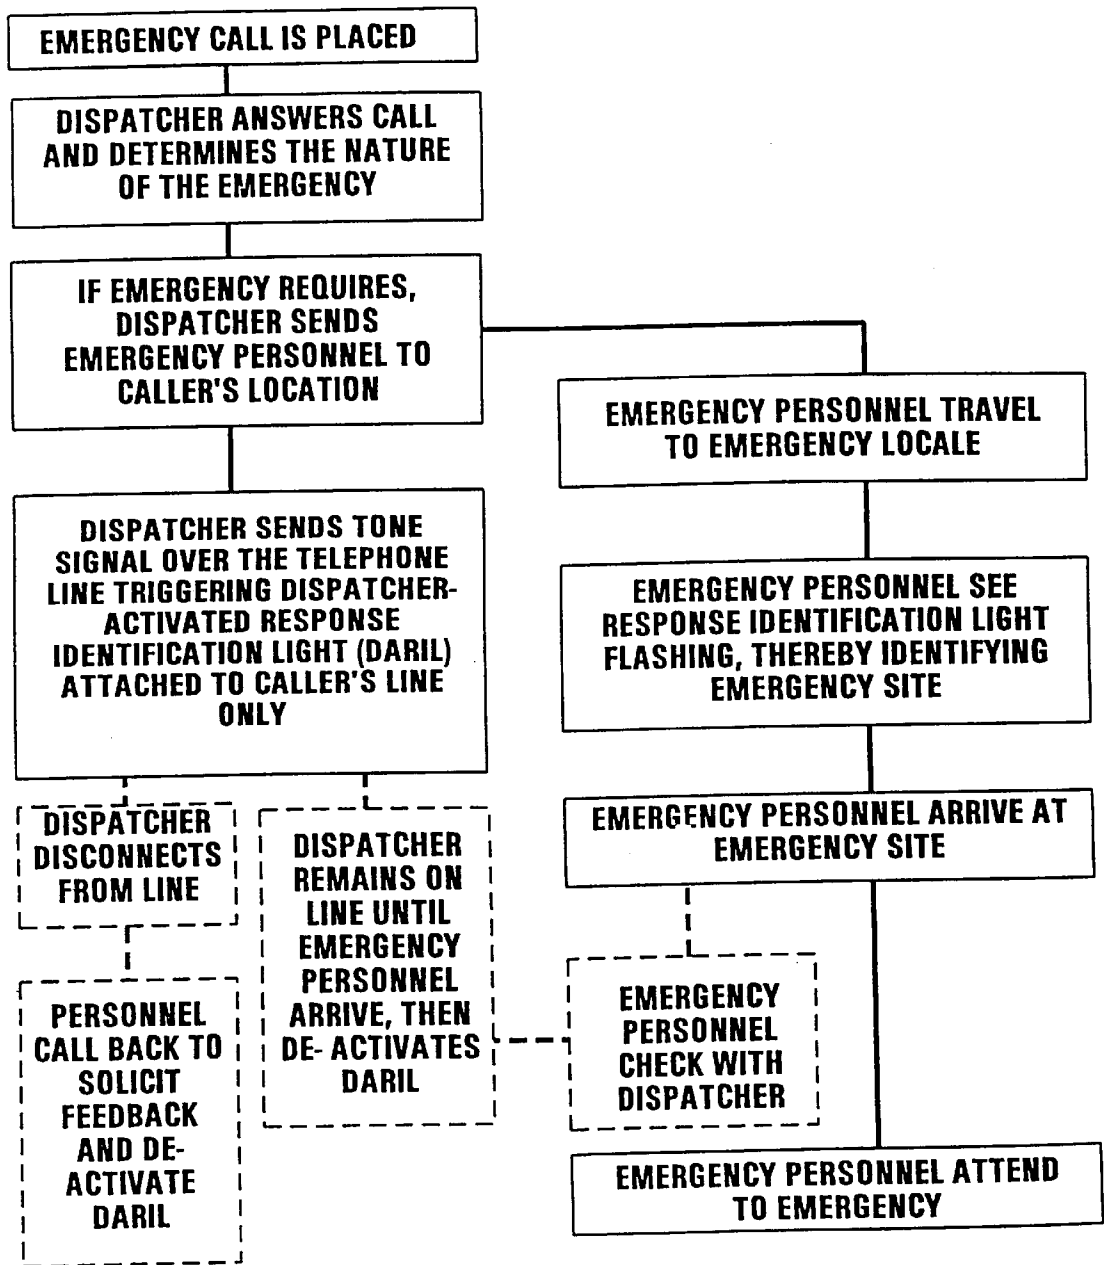 EMERGENCY CALL IS PLACED
DISPATCHER ANSWERS CALL
AND DETERMINES THE NATURE
OF THE EMERGENCY
IF EMERGENCY REQUIRES,
DISPATCHER SENDS
EMERGENCY PERSONNEL TO
CALLER'S LOCATION
DISPATCHER SENDS TONE
SIGNAL OVER THE TELEPHONE
LINE TRIGGERING DISPATCHER-
ACTIVATED RESPONSE
IDENTIFICATION LIGHT (DARIL)
ATTACHED TO CALLER'S LINE
ONLY
DISPATCHER
DISCONNECTS
FROM LINE
PERSONNEL
CALL BACK TO
SOLICIT
FEEDBACK
AND DE-
ACTIVATE
DARIL
DISPATCHER
REMAINS ON
LINE UNTIL
EMERGENCY
PERSONNEL
ARRIVE, THEN
DE- ACTIVATES
DARIL
EMERGENCY PERSONNEL TRAVEL
TO EMERGENCY LOCALE
EMERGENCY PERSONNEL SEE
RESPONSE IDENTIFICATION LIGHT
FLASHING, THEREBY IDENTIFYING
EMERGENCY SITE
EMERGENCY PERSONNEL ARRIVE AT
EMERGENCY SITE
EMERGENCY
PERSONNEL
CHECK WITH
DISPATCHER
EMERGENCY PERSONNEL ATTEND
TO EMERGENCY